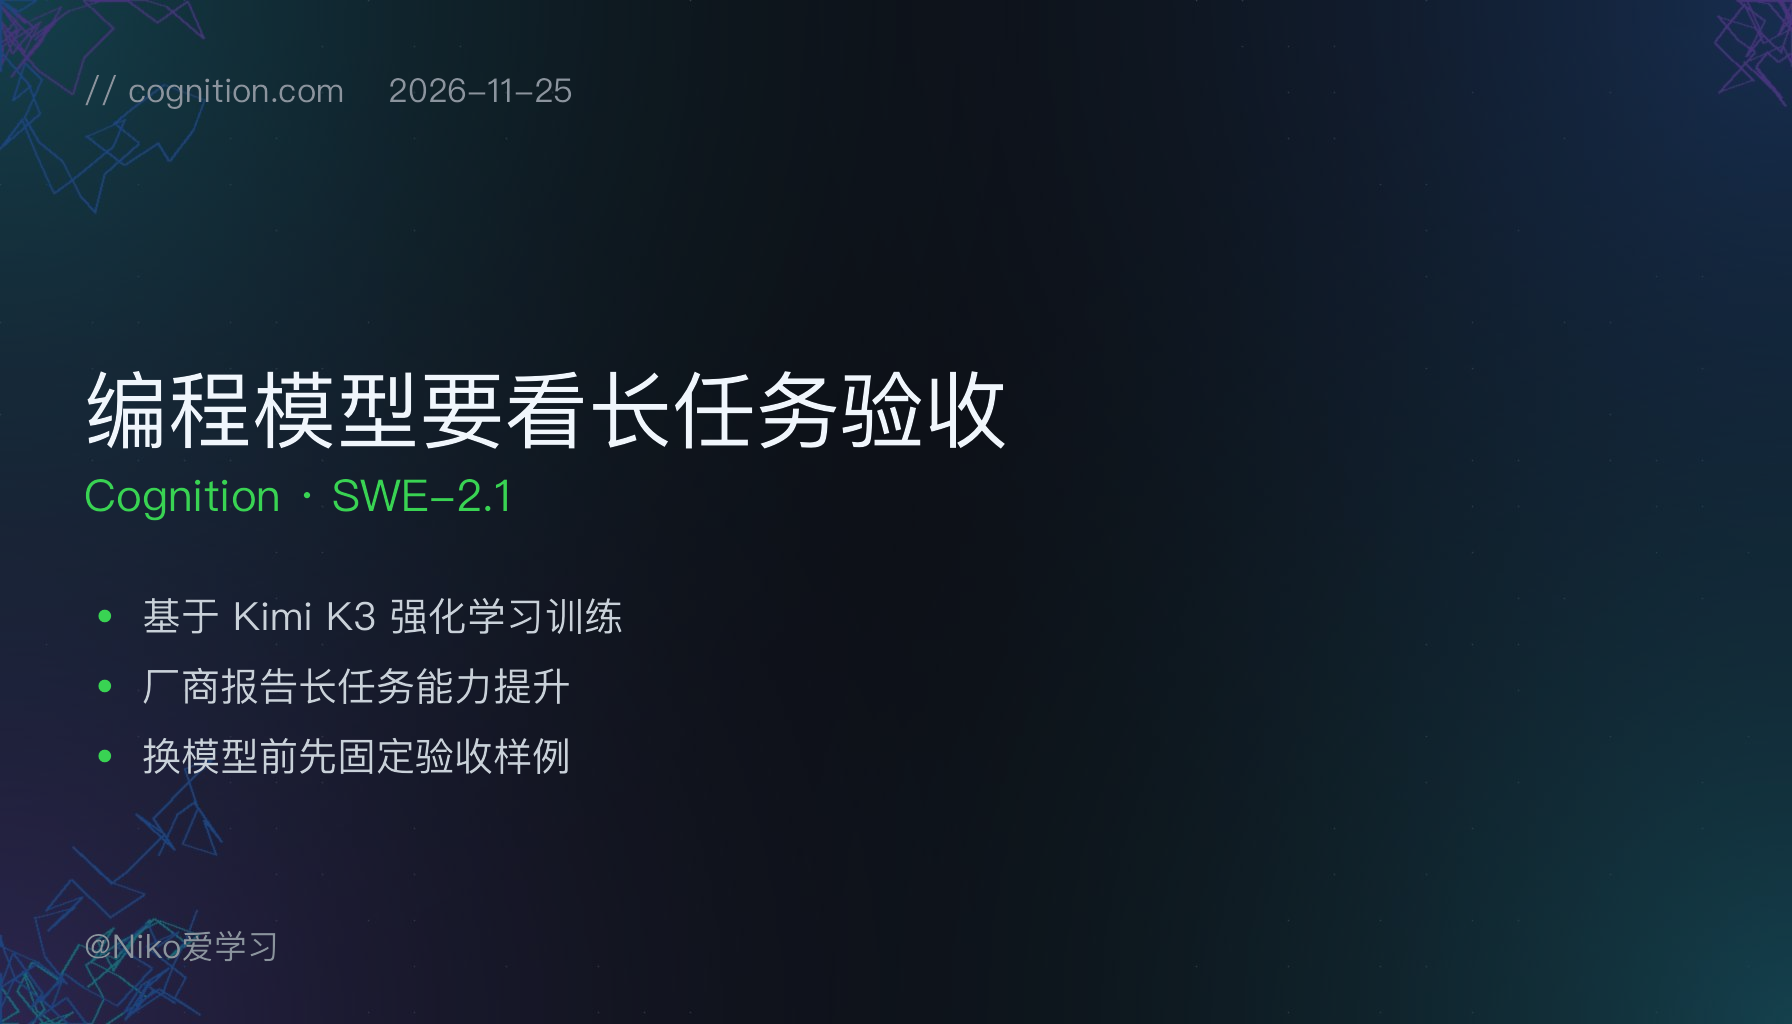 // cognition.com 2026-11-25
编程模型要看长任务验收
Cognition · SWE-2.1
• 基于 Kimi K3 强化学习训练
• 厂商报告长任务能力提升
• 换模型前先固定验收样例
@Niko爱学习